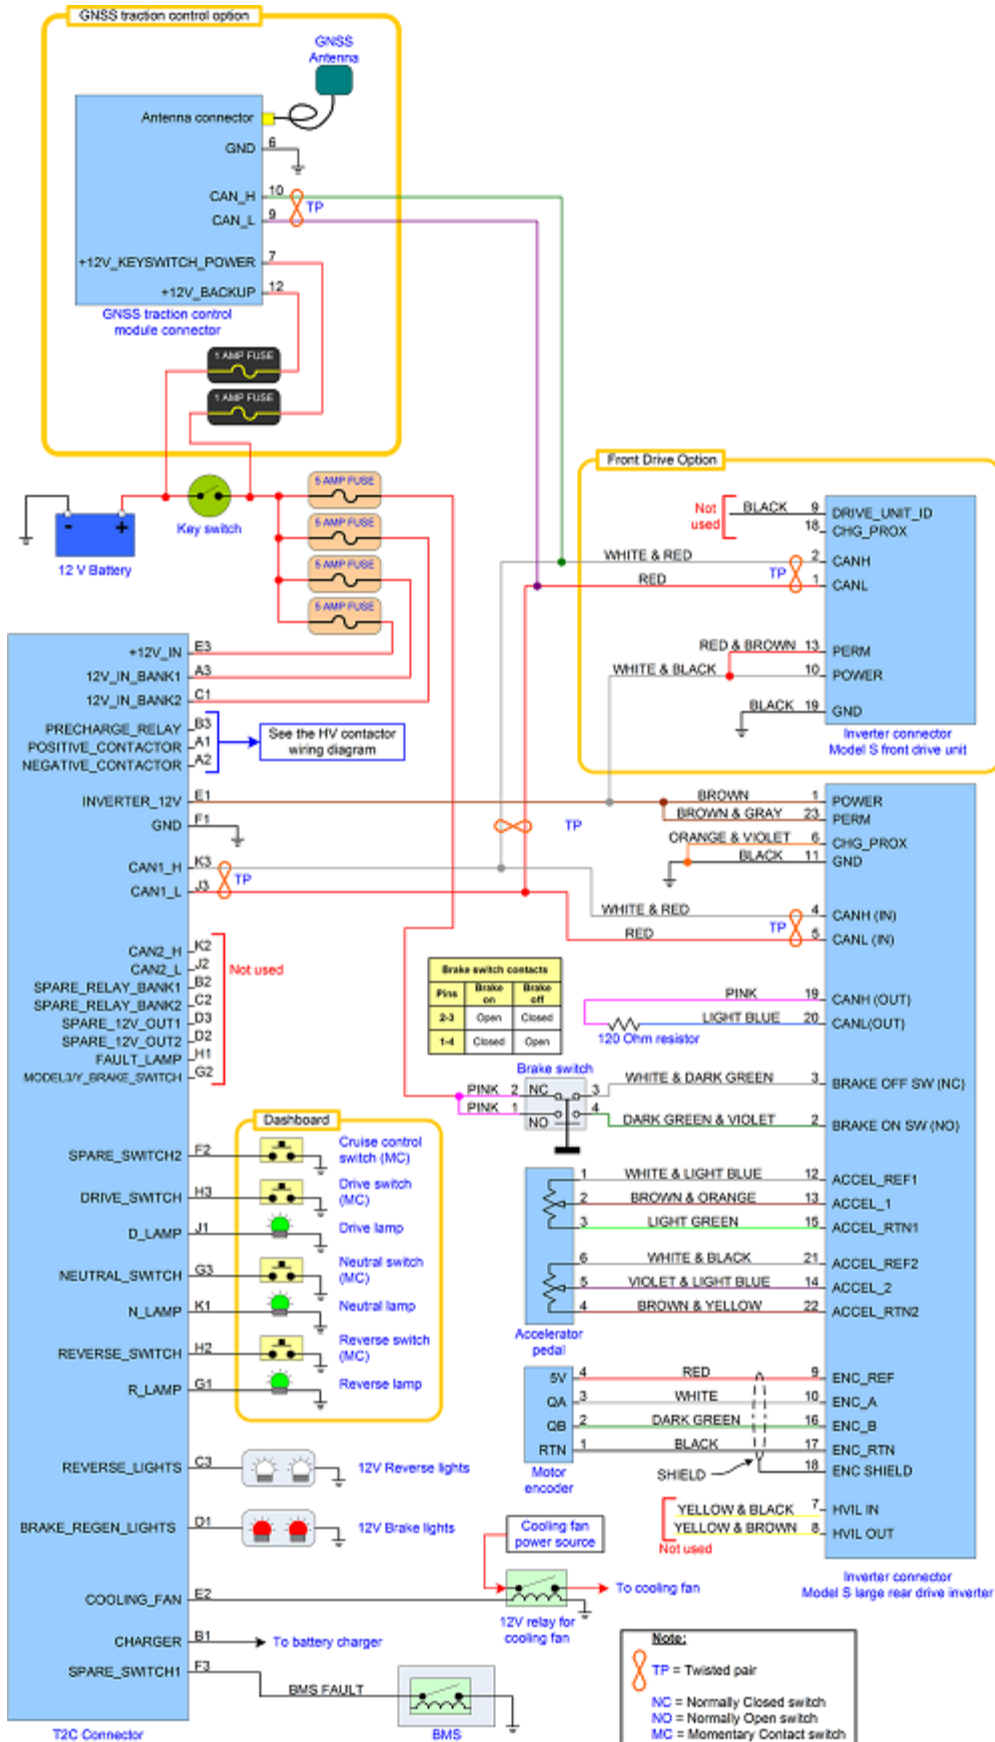 GNSS traction control option
GNSS
Antenna
Antenna connector
GND 6
CAN_H 10
TP
CAN_L 9
+12V_KEYSWITCH_POWER 7
+12V_BACKUP 12
GNSS traction control
module connector
1 AMP FUSE
1 AMP FUSE
5 AMP FUSE
5 AMP FUSE
5 AMP FUSE
5 AMP FUSE
- +
Key switch
12 V Battery
Front Drive Option
Not
used
BLACK 9 DRIVE_UNIT_ID
18 CHG_PROX
WHITE & RED 2 CANH
TP
RED 1 CANL
RED & BROWN 13 PERM
WHITE & BLACK 10 POWER
BLACK 19 GND
Inverter connector
Model S front drive unit
+12V_IN E3
12V_IN_BANK1 A3
12V_IN_BANK2 C1
PRECHARGE_RELAY B3
POSITIVE_CONTACTOR A1
NEGATIVE_CONTACTOR A2
See the HV contactor
wiring diagram
INVERTER_12V E1
GND F1
TP
CAN1_H K3
TP
CAN1_L J3
CAN2_H K2
CAN2_L J2
SPARE_RELAY_BANK1 B2
SPARE_RELAY_BANK2 C2
SPARE_12V_OUT1 D3
SPARE_12V_OUT2 D2
FAULT_LAMP H1
MODEL3/Y_BRAKE_SWITCH G2
Not used
BROWN 1 POWER
BROWN & GRAY 23 PERM
ORANGE & VIOLET 6 CHG_PROX
BLACK 11 GND
WHITE & RED 4 CANH (IN)
TP
RED 5 CANL (IN)
PINK 19 CANH (OUT)
LIGHT BLUE 20 CANL(OUT)
120 Ohm resistor
Brake switch contacts
Pins Brake on Brake off
2-3 Open Closed
1-4 Closed Open
Brake switch
PINK 2 NC 3 WHITE & DARK GREEN 3 BRAKE OFF SW (NC)
PINK 1 NO 4 DARK GREEN & VIOLET 2 BRAKE ON SW (NO)
Dashboard
SPARE_SWITCH2 F2
Cruise control
switch (MC)
DRIVE_SWITCH H3
Drive switch
(MC)
D_LAMP J1
Drive lamp
NEUTRAL_SWITCH G3
Neutral switch
(MC)
N_LAMP K1
Neutral lamp
REVERSE_SWITCH H2
Reverse switch
(MC)
R_LAMP G1
Reverse lamp
1 WHITE & LIGHT BLUE 12 ACCEL_REF1
2 BROWN & ORANGE 13 ACCEL_1
3 LIGHT GREEN 15 ACCEL_RTN1
6 WHITE & BLACK 21 ACCEL_REF2
5 VIOLET & LIGHT BLUE 14 ACCEL_2
4 BROWN & YELLOW 22 ACCEL_RTN2
Accelerator
pedal
5V 4 RED 9 ENC_REF
QA 3 WHITE 10 ENC_A
QB 2 DARK GREEN 16 ENC_B
RTN 1 BLACK 17 ENC_RTN
SHIELD 18 ENC SHIELD
Motor
encoder
YELLOW & BLACK 7 HVIL IN
YELLOW & BROWN 8 HVIL OUT
Not used
Inverter connector
Model S large rear drive inverter
REVERSE_LIGHTS C3
12V Reverse lights
BRAKE_REGEN_LIGHTS D1
12V Brake lights
Cooling fan
power source
To cooling fan
COOLING_FAN E2
12V relay for
cooling fan
CHARGER B1
To battery charger
SPARE_SWITCH1 F3
BMS FAULT
BMS
T2C Connector
Note:
TP = Twisted pair
NC = Normally Closed switch
NO = Normally Open switch
MC = Momentary Contact switch